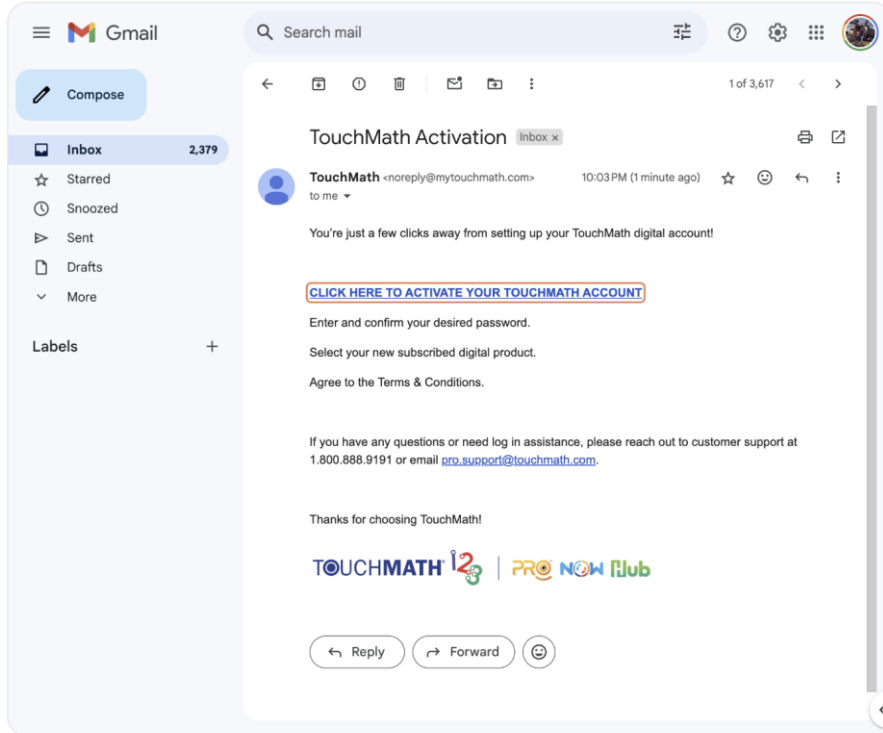 Gmail
Search mail
Compose
1 of 3,617
TouchMath Activation Inbox x
Inbox 2,379
Starred
Snoozed
Sent
Drafts
More
Labels
TouchMath <noreply@mytouchmath.com> 10:03 PM (1 minute ago)
to me
You're just a few clicks away from setting up your TouchMath digital account!
CLICK HERE TO ACTIVATE YOUR TOUCHMATH ACCOUNT
Enter and confirm your desired password.
Select your new subscribed digital product.
Agree to the Terms & Conditions.
If you have any questions or need log in assistance, please reach out to customer support at
1.800.888.9191 or email pro.support@touchmath.com.
Thanks for choosing TouchMath!
TOUCHMATH 123 | PRO NOW Hub
Reply Forward